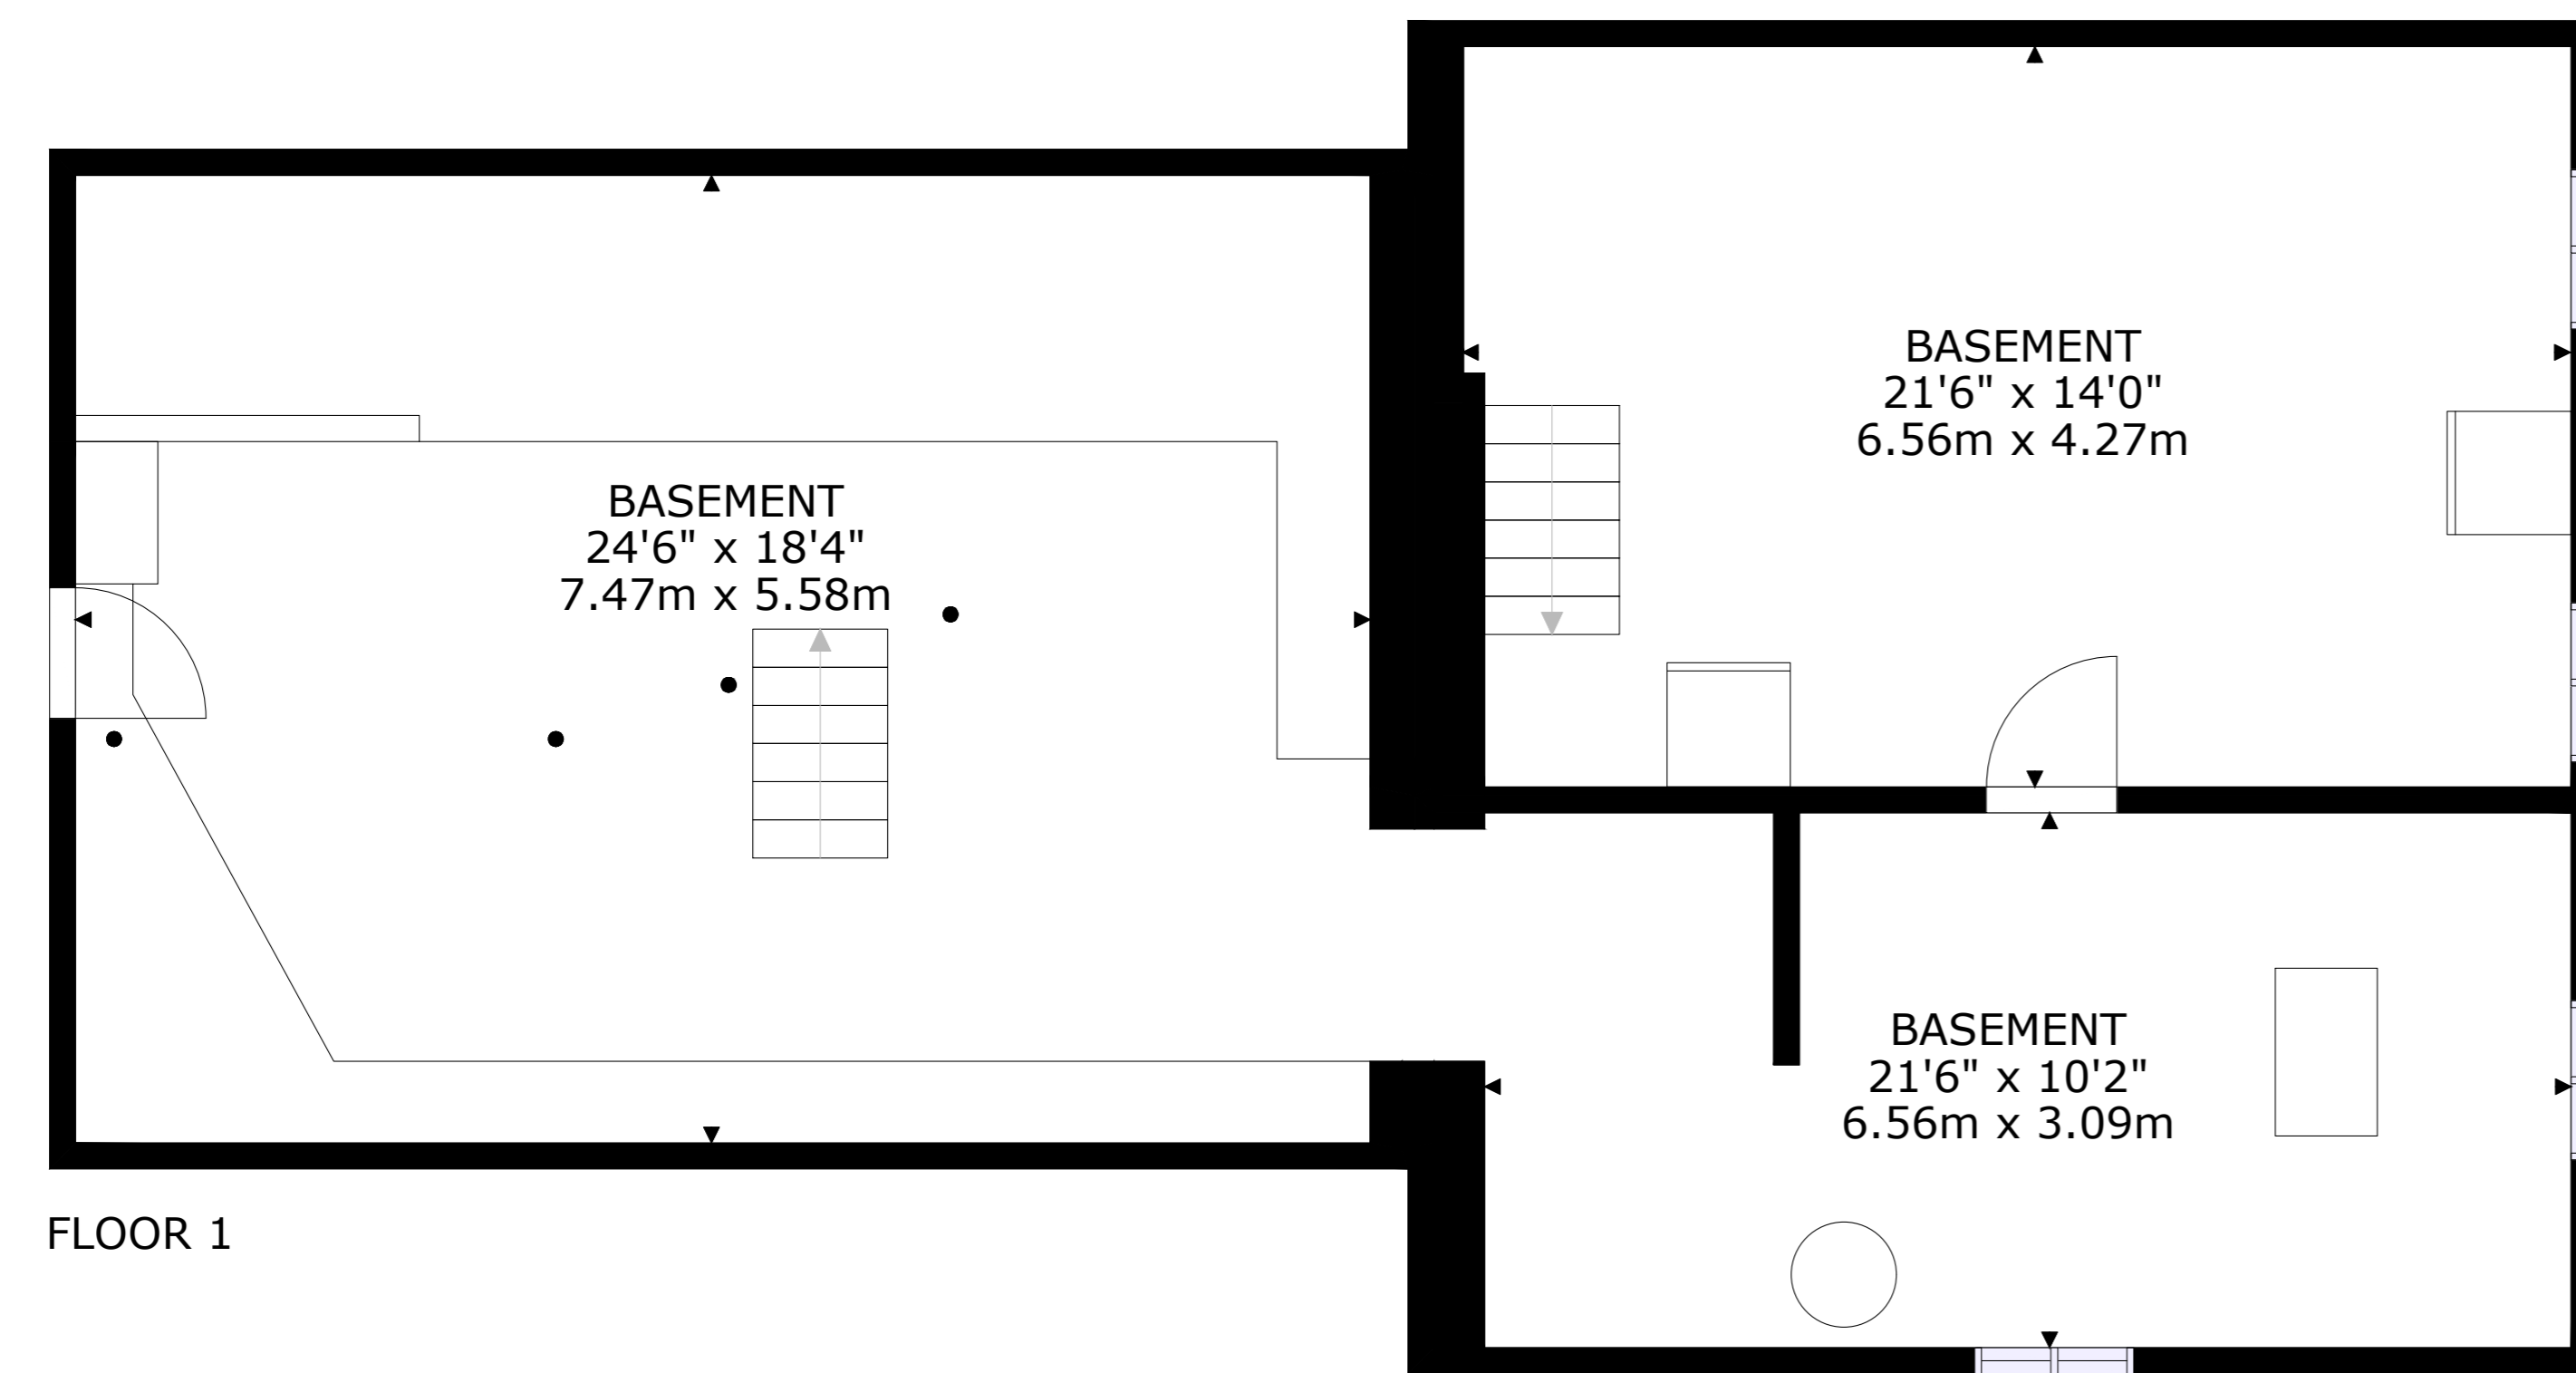 BASEMENT
24'6" x 18'4"
7.47m x 5.58m
BASEMENT
21'6" x 14'0"
6.56m x 4.27m
BASEMENT
21'6" x 10'2"
6.56m x 3.09m
FLOOR 1